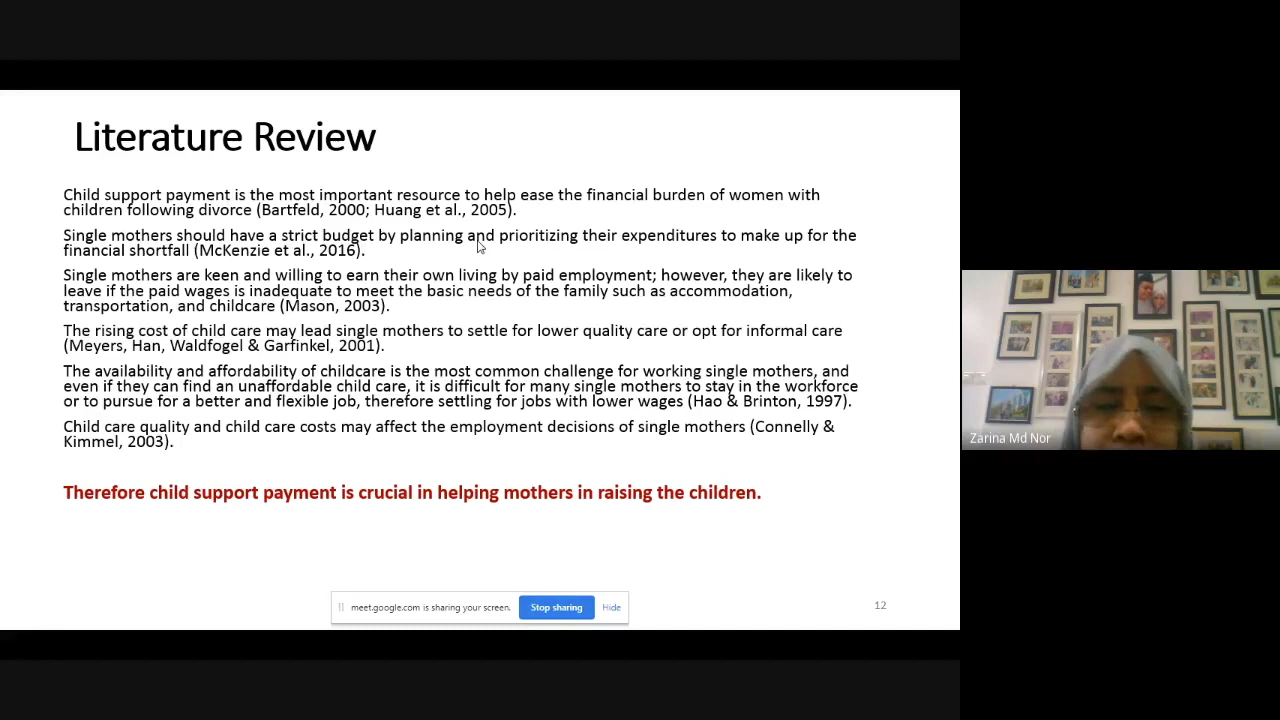 Literature Review
Child support payment is the most important resource to help ease the financial burden of women with
children following divorce (Bartfeld, 2000; Huang et al., 2005).
Single mothers should have a strict budget by planning and prioritizing their expenditures to make up for the
financial shortfall (McKenzie et al., 2016).
Single mothers are keen and willing to earn their own living by paid employment; however, they are likely to
leave if the paid wages is inadequate to meet the basic needs of the family such as accommodation,
transportation, and childcare (Mason, 2003).
The rising cost of child care may lead single mothers to settle for lower quality care or opt for informal care
(Meyers, Han, Waldfogel & Garfinkel, 2001).
The availability and affordability of childcare is the most common challenge for working single mothers, and
even if they can find an unaffordable child care, it is difficult for many single mothers to stay in the workforce
or to pursue for a better and flexible job, therefore settling for jobs with lower wages (Hao & Brinton, 1997).
Child care quality and child care costs may affect the employment decisions of single mothers (Connelly &
Kimmel, 2003).
Therefore child support payment is crucial in helping mothers in raising the children.
meet.google.com is sharing your screen.
Stop sharing
Hide
12
Zarina Md Nor